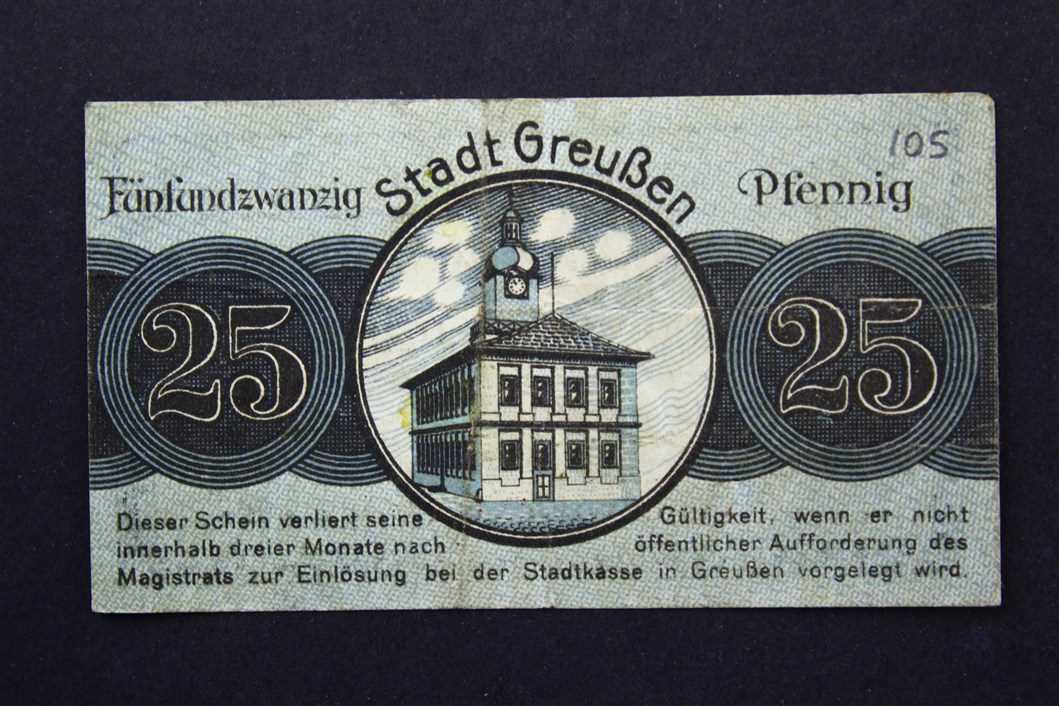 Stadt Greußen
Fünfundzwanzig Pfennig
105
25 25
Dieser Schein verliert seine Gültigkeit, wenn er nicht
innerhalb dreier Monate nach öffentlicher Aufforderung des
Magistrats zur Einlösung bei der Stadtkasse in Greußen vorgelegt wird.